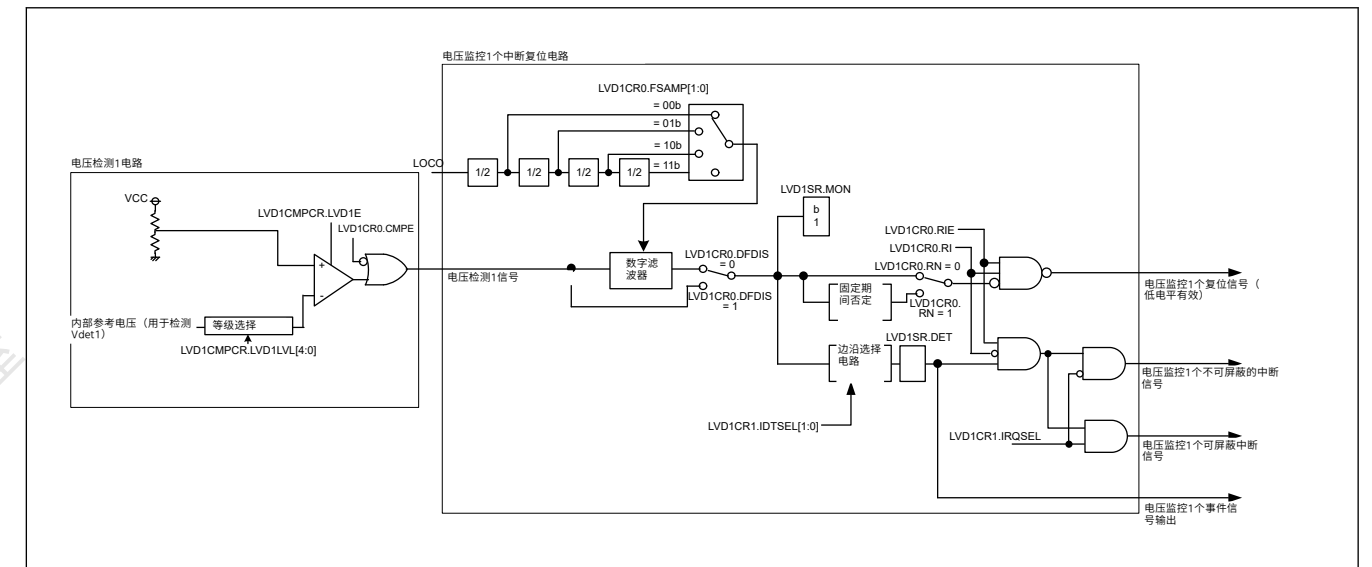 电压监控1个中断复位电路
LVD1CR0.FSAMP[1:0]
= 00b
= 01b
= 10b
= 11b
电压检测1电路
LOCO
1/2
1/2
1/2
1/2
VCC
LVD1CMPCR.LVD1E
LVD1CR0.CMPE
+
-
内部参考电压（用于检测
Vdet1）
等级选择
LVD1CMPCR.LVD1LVL[4:0]
电压检测1信号
数字滤
波器
LVD1CR0.DFDIS
= 0
LVD1CR0.DFDIS
= 1
LVD1SR.MON
b
1
LVD1CR0.RIE
LVD1CR0.RI
LVD1CR0.RN = 0
固定期
间否定
LVD1CR0.
RN = 1
边沿选择
电路
LVD1SR.DET
LVD1CR1.IDTSEL[1:0]
LVD1CR1.IRQSEL
电压监控1个复位信号（
低电平有效）
电压监控1个不可屏蔽的中断
信号
电压监控1个可屏蔽中断
信号
电压监控1个事件信
号输出